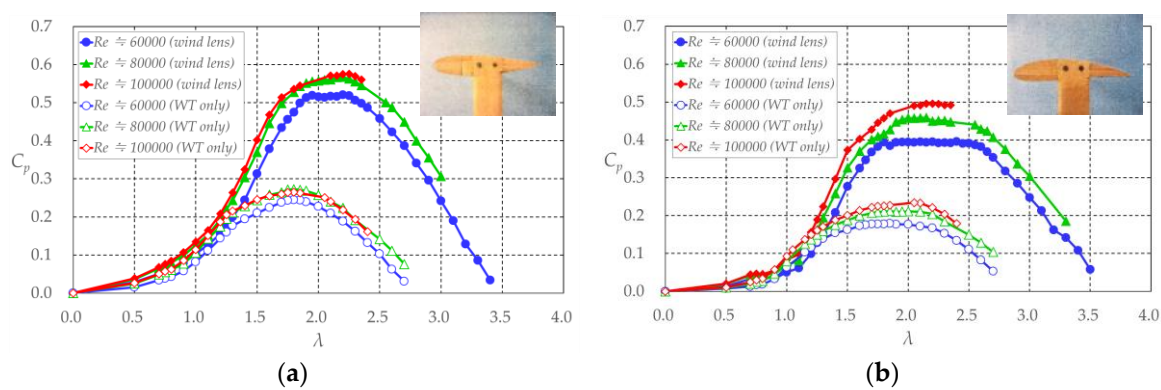 0.7
0.6
0.5
0.4
0.3
0.2
0.1
0.0
Cp
Re ≒ 60000 (wind lens)
Re ≒ 80000 (wind lens)
Re ≒ 100000 (wind lens)
Re ≒ 60000 (WT only)
Re ≒ 80000 (WT only)
Re ≒ 100000 (WT only)
0.0 0.5 1.0 1.5 2.0 2.5 3.0 3.5 4.0
λ
(a)
0.7
0.6
0.5
0.4
0.3
0.2
0.1
0.0
Cp
Re ≒ 60000 (wind lens)
Re ≒ 80000 (wind lens)
Re ≒ 100000 (wind lens)
Re ≒ 60000 (WT only)
Re ≒ 80000 (WT only)
Re ≒ 100000 (WT only)
0.0 0.5 1.0 1.5 2.0 2.5 3.0 3.5 4.0
λ
(b)